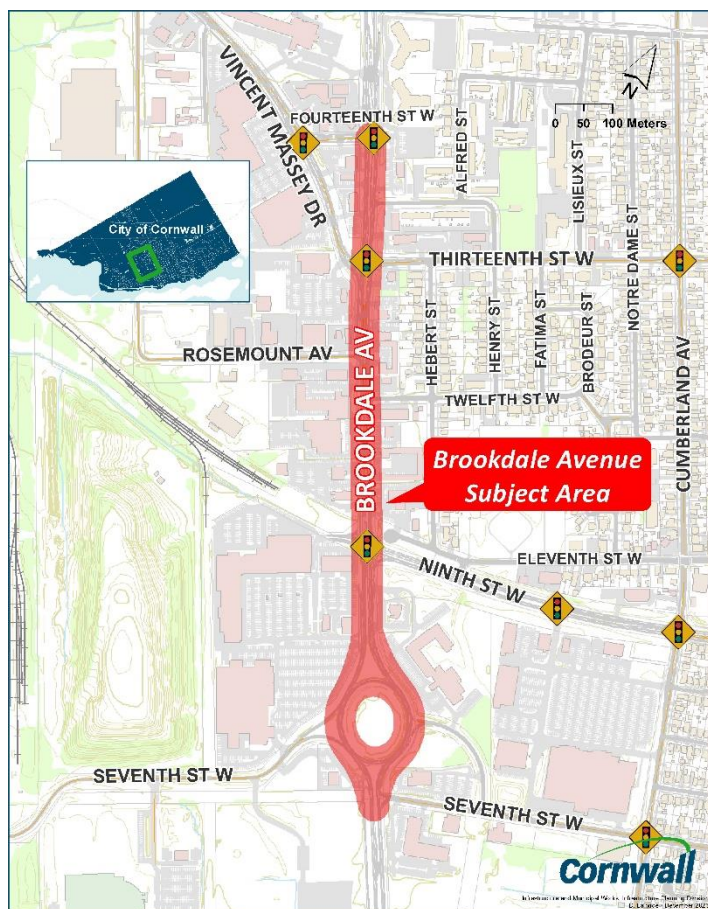 VINCENT MASSEY DR
FOURTEENTH ST W
ALFRED ST
LISIEUX ST
N
0 50 100 Meters
City of Cornwall
THIRTEENTH ST W
NOTRE DAME ST
ROSEMOUNT AV
HEBERT ST
HENRY ST
FATIMA ST
BRODEUR ST
TWELFTH ST W
BROOKDALE AV
CUMBERLAND AV
Brookdale Avenue
Subject Area
ELEVENTH ST W
NINTH ST W
SEVENTH ST W
SEVENTH ST W
Cornwall